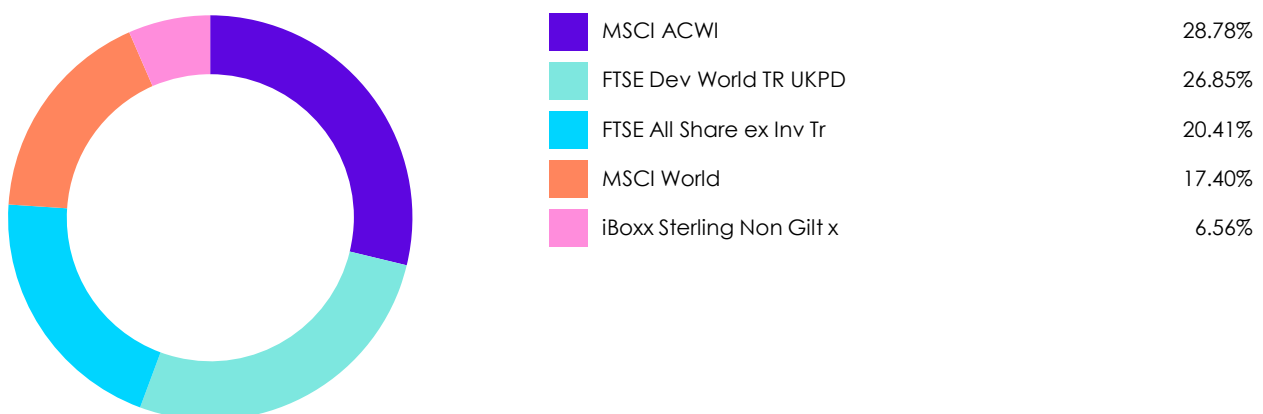 MSCI ACWI 28.78%
FTSE Dev World TR UKPD 26.85%
FTSE All Share ex Inv Tr 20.41%
MSCI World 17.40%
iBoxx Sterling Non Gilt x 6.56%